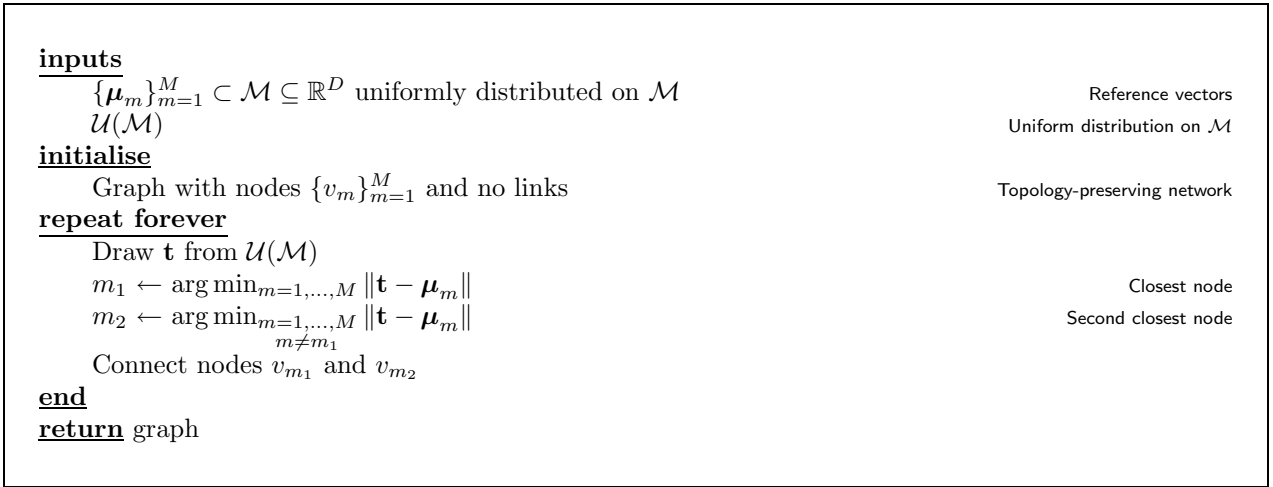 inputs
{μ_m}_{m=1}^M ⊂ ℳ ⊆ ℝ^D uniformly distributed on ℳ Reference vectors
𝒰(ℳ) Uniform distribution on ℳ
initialise
Graph with nodes {v_m}_{m=1}^M and no links Topology-preserving network
repeat forever
Draw t from 𝒰(ℳ)
m_1 ← arg min_{m=1,...,M} ‖t − μ_m‖ Closest node
m_2 ← arg min_{m=1,...,M} ‖t − μ_m‖ Second closest node
m≠m_1
Connect nodes v_{m_1} and v_{m_2}
end
return graph